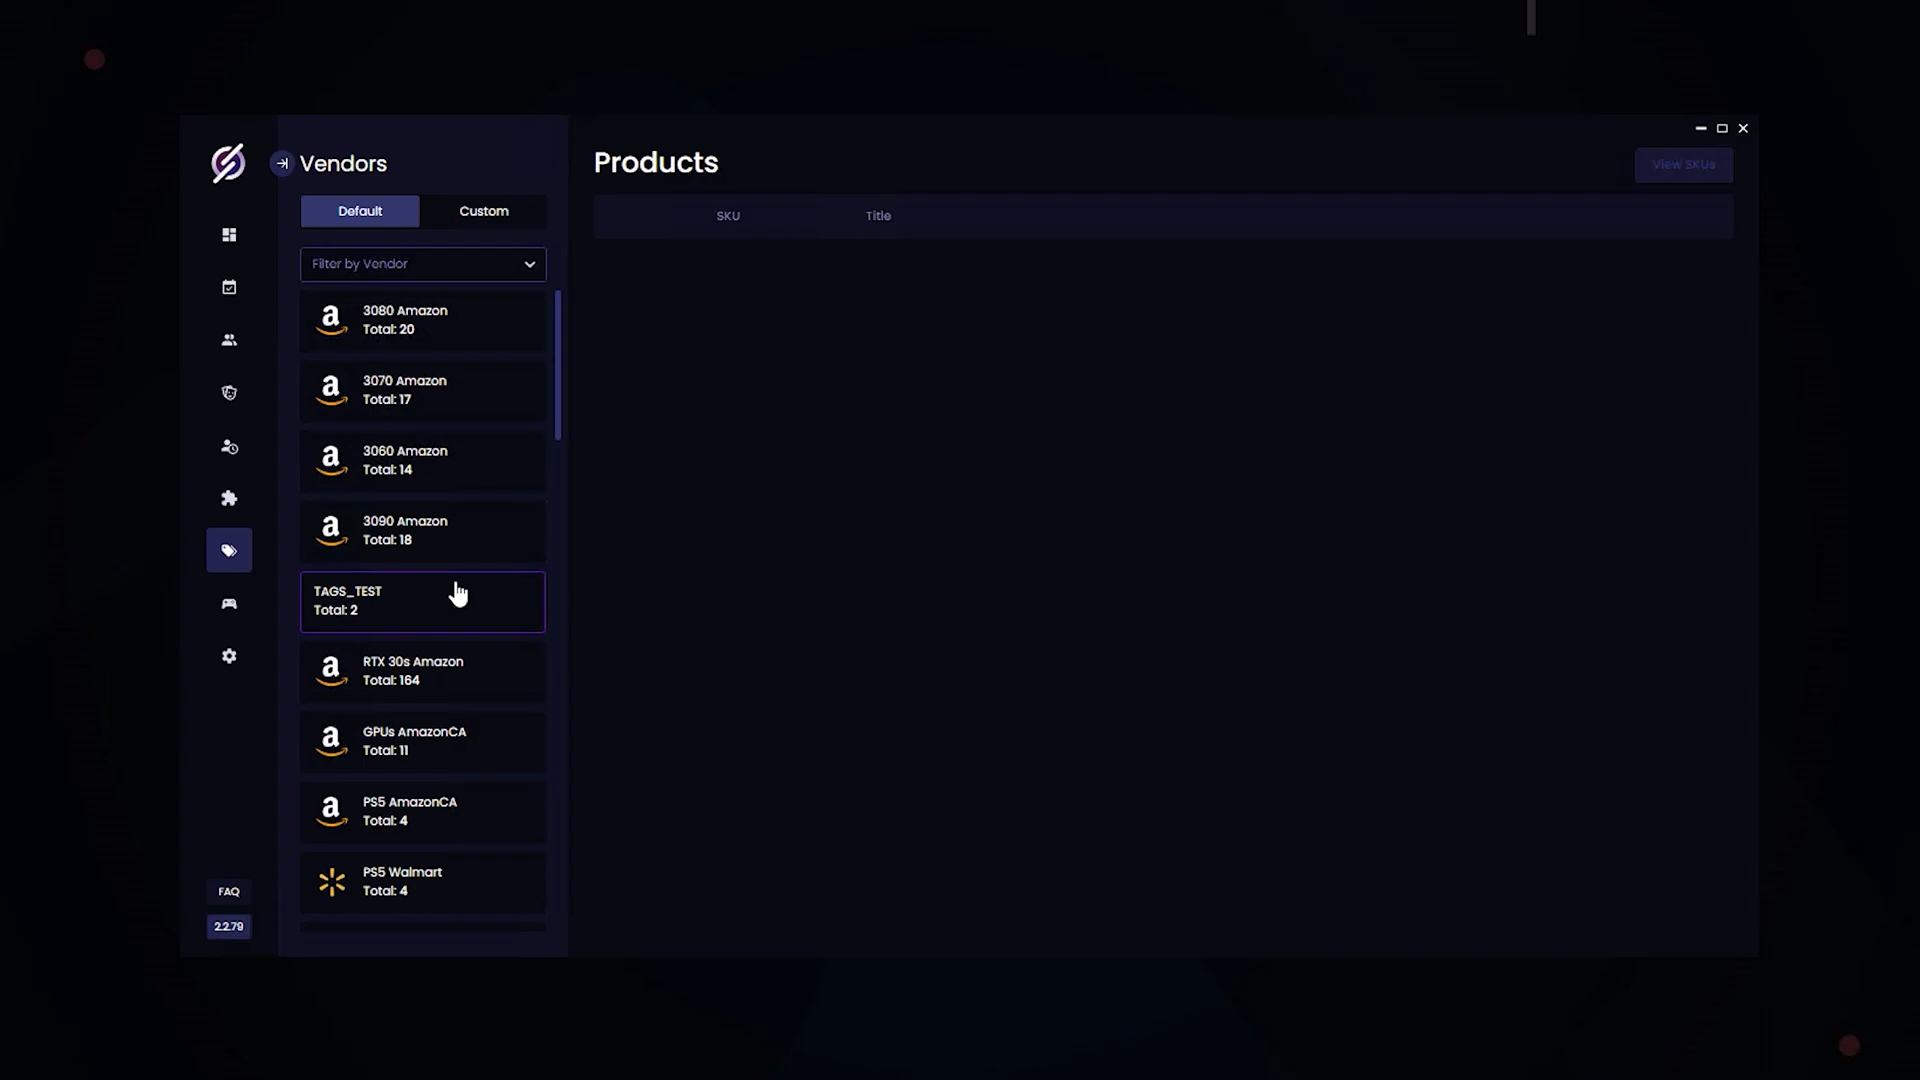 Vendors
Default
Custom
Filter by Vendor
3080 Amazon
Total: 20
3070 Amazon
Total: 17
3060 Amazon
Total: 14
3090 Amazon
Total: 18
TAGS_TEST
Total: 2
RTX 30s Amazon
Total: 164
GPUs AmazonCA
Total: 11
PS5 AmazonCA
Total: 4
PS5 Walmart
Total: 4
FAQ
2.2.79
Products
View SKUs
SKU
Title